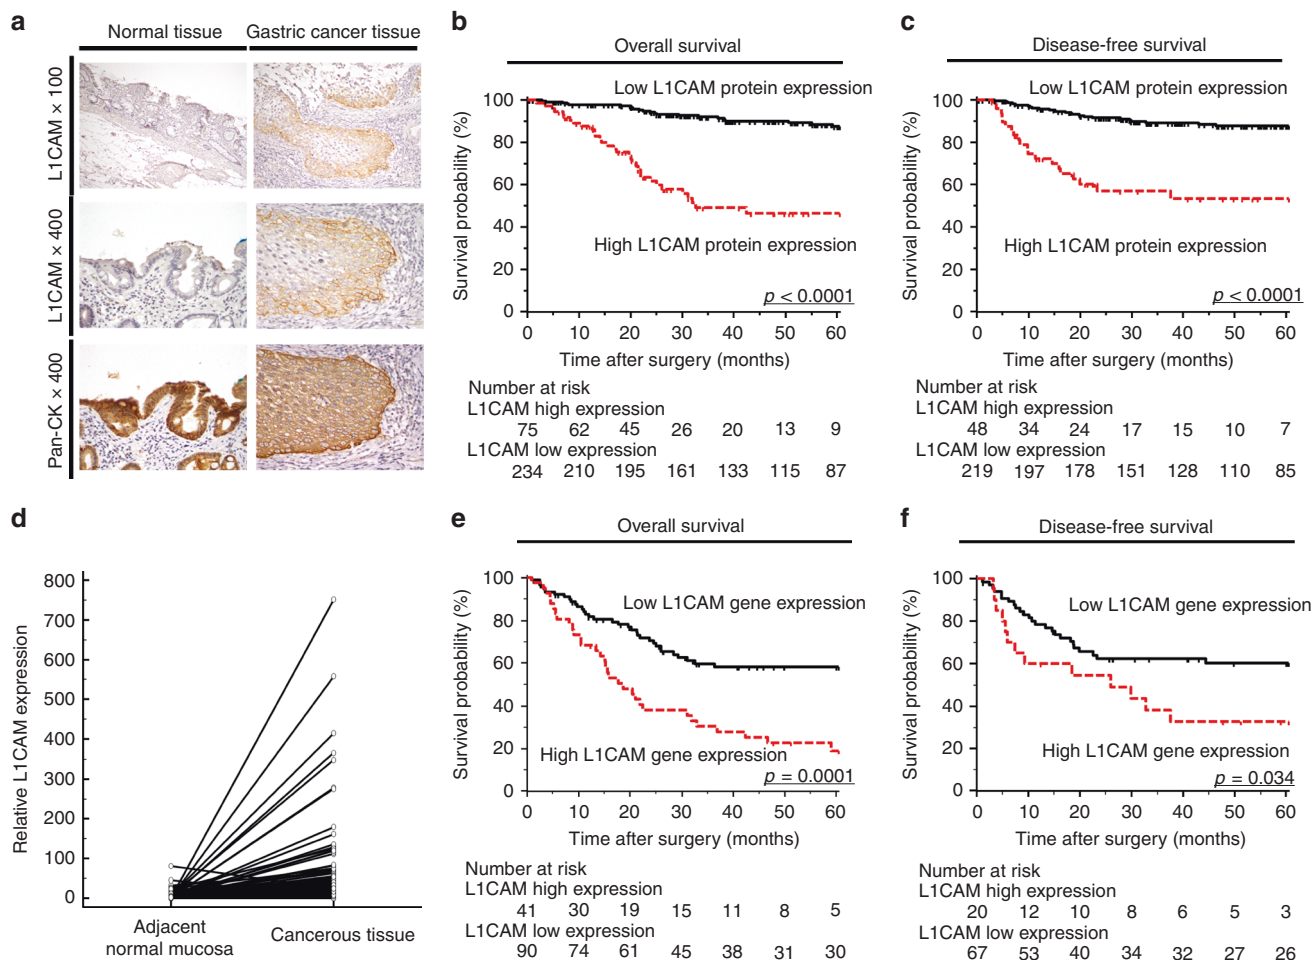 a
Normal tissue
Gastric cancer tissue
L1CAM × 100
L1CAM × 400
Pan-CK × 400
b
Overall survival
Low L1CAM protein expression
High L1CAM protein expression
p < 0.0001
Survival probability (%)
100
80
60
40
20
0
0 10 20 30 40 50 60
Time after surgery (months)
Number at risk
L1CAM high expression
75 62 45 26 20 13 9
L1CAM low expression
234 210 195 161 133 115 87
c
Disease-free survival
Low L1CAM protein expression
High L1CAM protein expression
p < 0.0001
Survival probability (%)
100
80
60
40
20
0
0 10 20 30 40 50 60
Time after surgery (months)
Number at risk
L1CAM high expression
48 34 24 17 15 10 7
L1CAM low expression
219 197 178 151 128 110 85
d
Relative L1CAM expression
800
700
600
500
400
300
200
100
0
Adjacent
normal mucosa
Cancerous tissue
e
Overall survival
Low L1CAM gene expression
High L1CAM gene expression
p = 0.0001
Survival probability (%)
100
80
60
40
20
0
0 10 20 30 40 50 60
Time after surgery (months)
Number at risk
L1CAM high expression
41 30 19 15 11 8 5
L1CAM low expression
90 74 61 45 38 31 30
f
Disease-free survival
Low L1CAM gene expression
High L1CAM gene expression
p = 0.034
Survival probability (%)
100
80
60
40
20
0
0 10 20 30 40 50 60
Time after surgery (months)
Number at risk
L1CAM high expression
20 12 10 8 6 5 3
L1CAM low expression
67 53 40 34 32 27 26